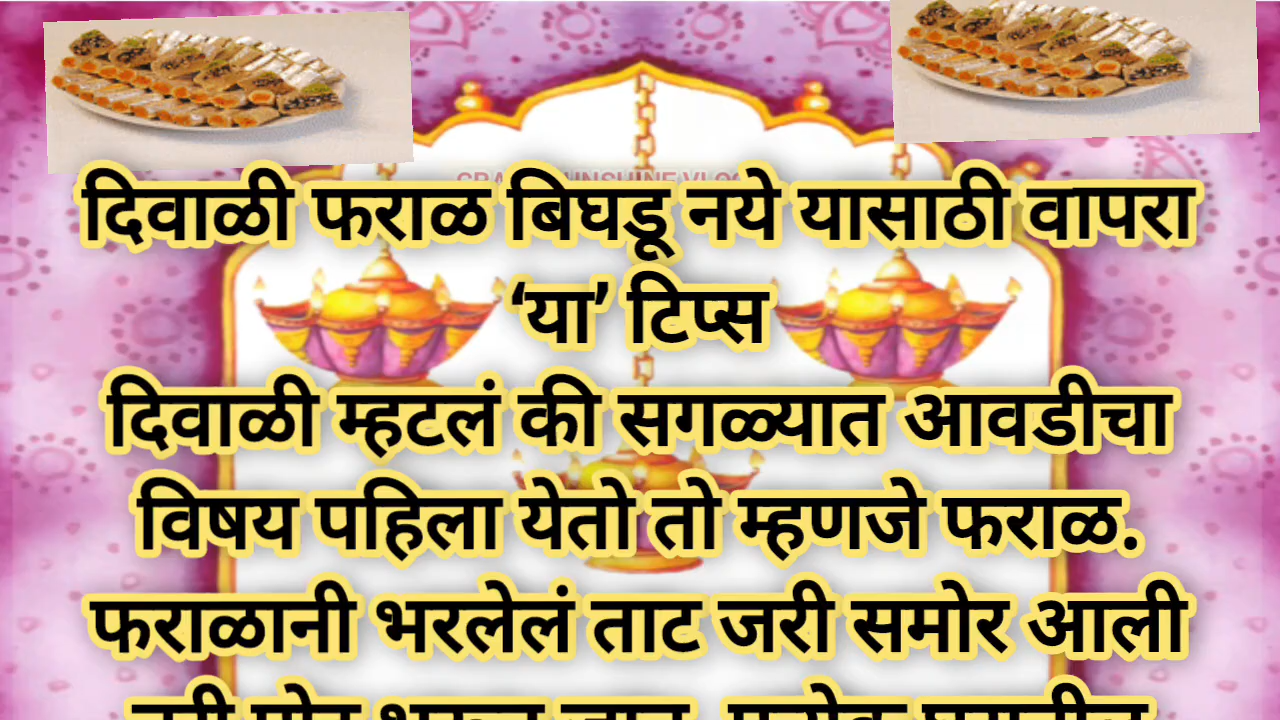 दिवाळी फराळ बिघडू नये यासाठी वापरा
‘या’ टिप्स
दिवाळी म्हटलं की सगळ्यात आवडीचा
विषय पहिला येतो तो म्हणजे फराळ.
फराळानी भरलेलं ताट जरी समोर आली